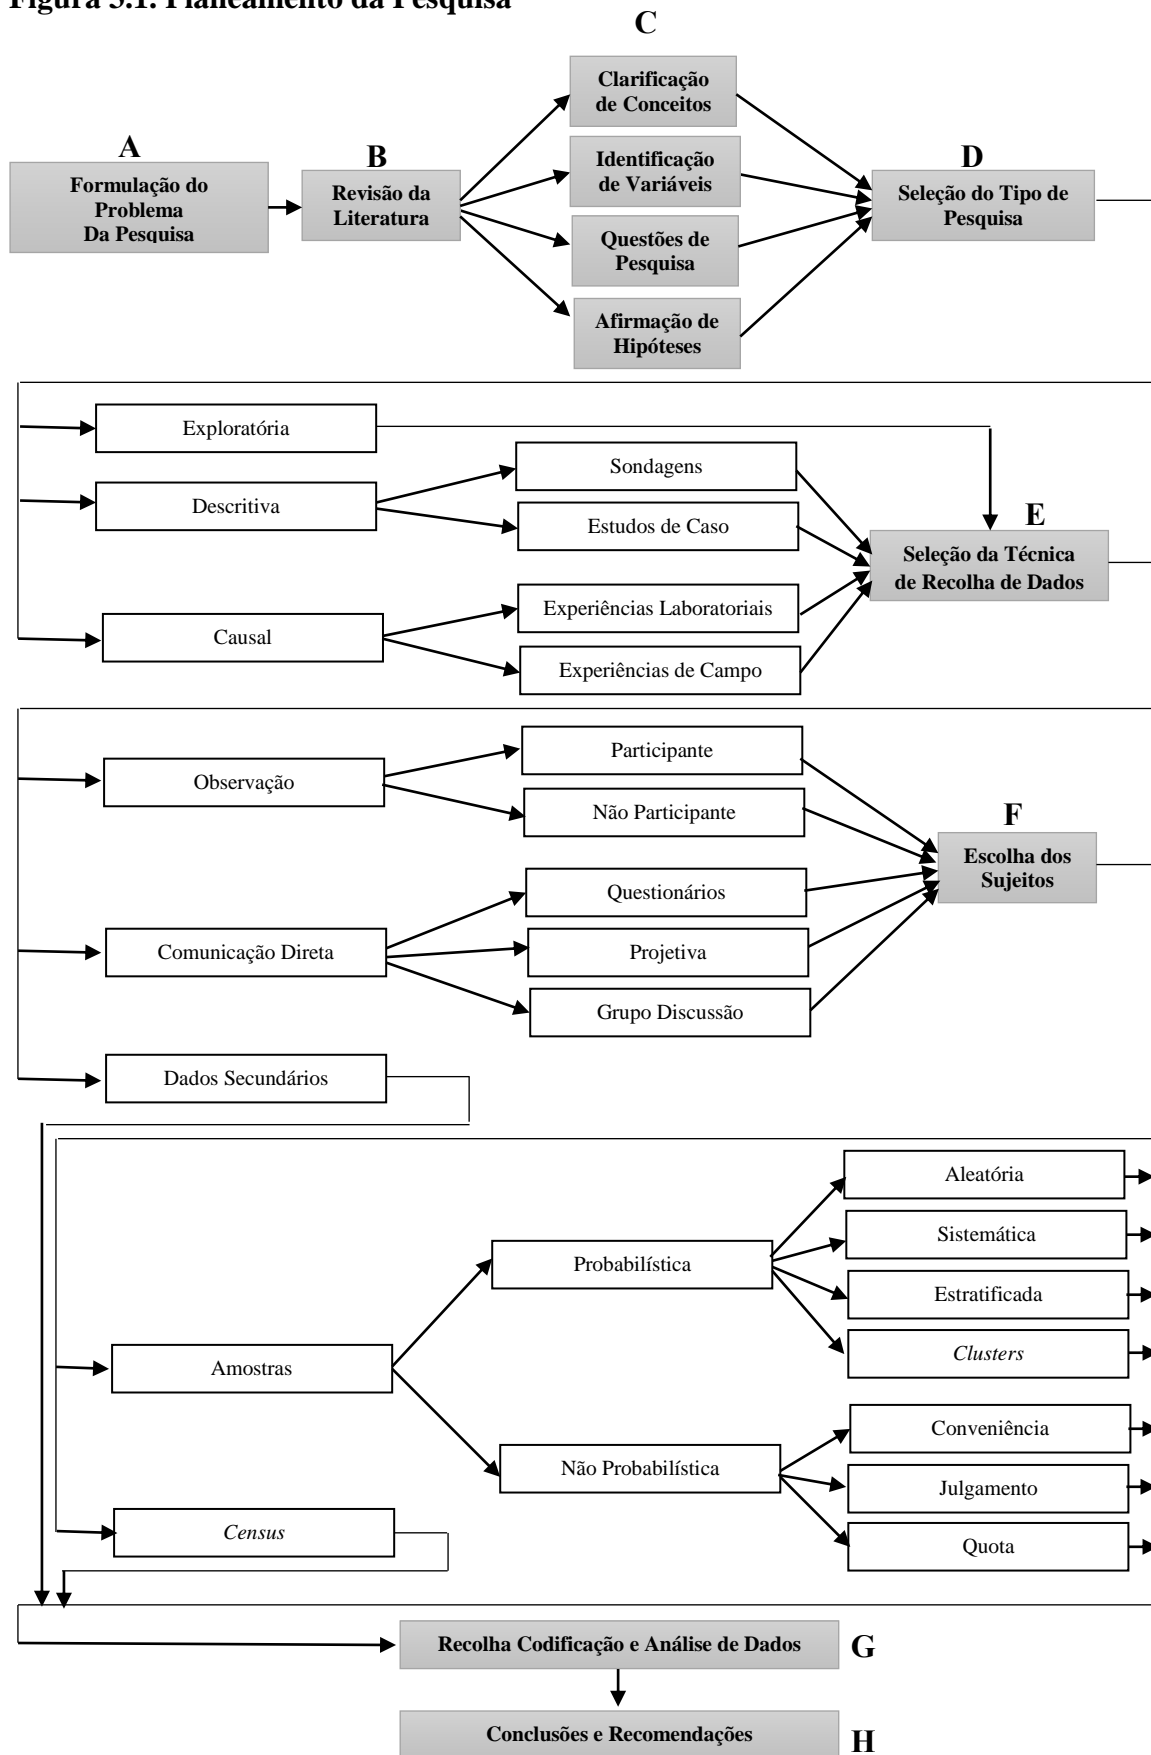 Figura 3.1. Planeamento da Pesquisa
C
Clarificação
de Conceitos
A
B
Identificação
de Variáveis
D
Formulação do
Problema
Da Pesquisa
Revisão da
Literatura
Seleção do Tipo de
Pesquisa
Questões de
Pesquisa
Afirmação de
Hipóteses
Exploratória
Sondagens
Descritiva
Estudos de Caso
E
Seleção da Técnica
de Recolha de Dados
Experiências Laboratoriais
Causal
Experiências de Campo
Participante
Observação
Não Participante
F
Escolha dos
Sujeitos
Questionários
Comunicação Direta
Projetiva
Grupo Discussão
Dados Secundários
Aleatória
Sistemática
Probabilística
Estratificada
Clusters
Amostras
Conveniência
Não Probabilística
Julgamento
Census
Quota
Recolha Codificação e Análise de Dados
G
Conclusões e Recomendações
H